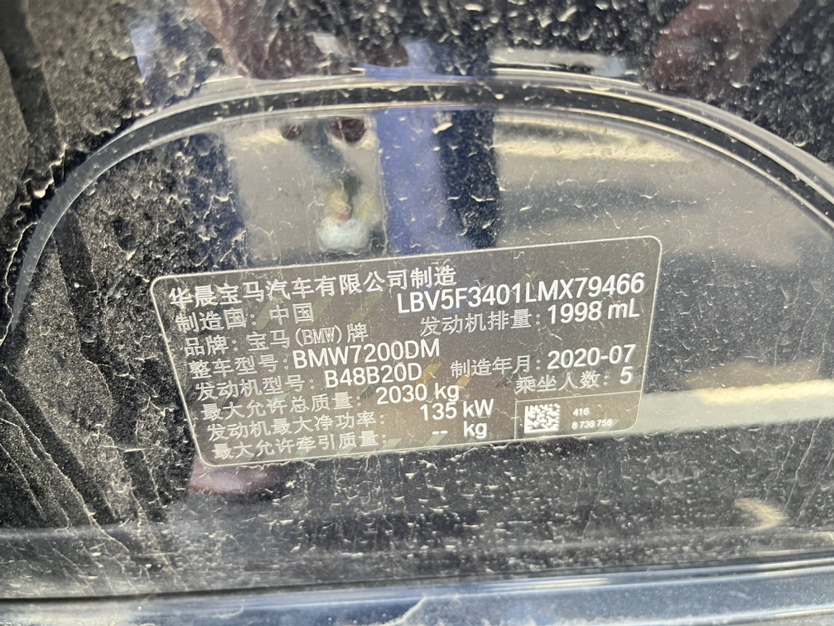 华晨宝马汽车有限公司制造
LBV5F3401LMX79466
制造国：中国
发动机排量：1998 mL
品牌：宝马(BMW)牌
整车型号：BMW7200DM
制造年月：2020-07
发动机型号：B48B20D
乘坐人数：5
最大允许总质量：2030 kg
发动机最大净功率：135 kW
最大允许牵引质量：-- kg
416
8 738 756